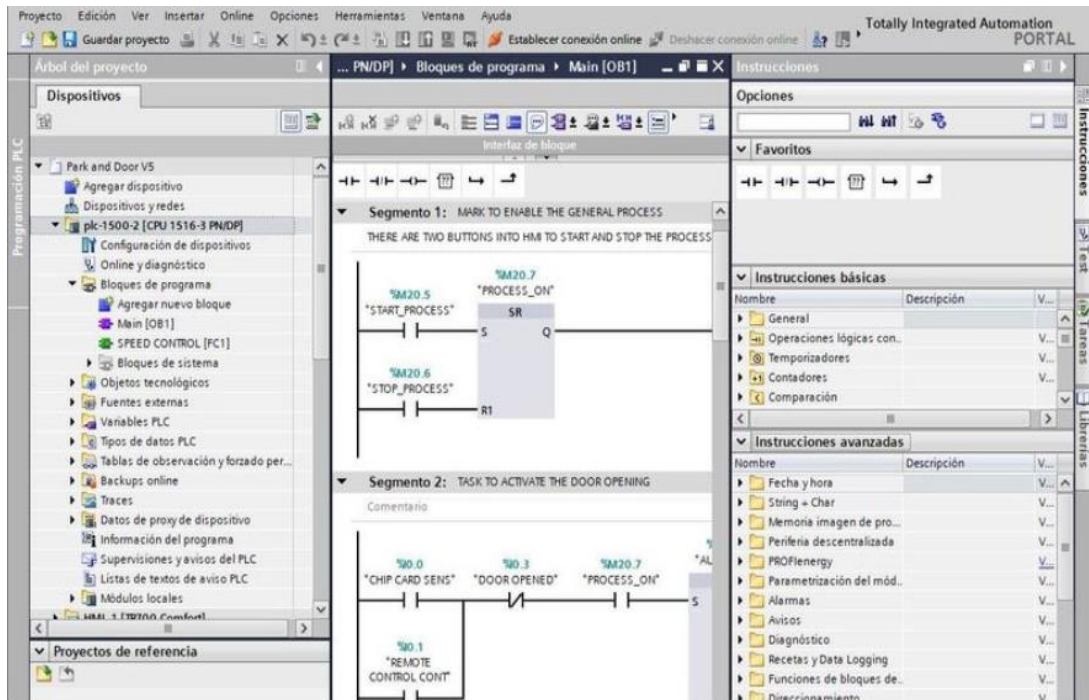 Proyecto Edición Ver Insertar Online Opciones Herramientas Ventana Ayuda
Totally Integrated Automation
PORTAL
Guardar proyecto
Establecer conexión online
Deshacer conexión online
Programación PLC
Árbol del proyecto
Dispositivos
Park and Door V5
Agregar dispositivo
Dispositivos y redes
plc-1500-2 [CPU 1516-3 PN/DP]
Configuración de dispositivos
Online y diagnóstico
Bloques de programa
Agregar nuevo bloque
Main [OB1]
SPEED CONTROL [FC1]
Bloques de sistema
Objetos tecnológicos
Fuentes externas
Variables PLC
Tipos de datos PLC
Tablas de observación y forzado per...
Backups online
Traces
Datos de proxy de dispositivo
Información del programa
Supervisiones y avisos del PLC
Listas de textos de aviso PLC
Módulos locales
HMI_1 [TP700 Comfort]
Proyectos de referencia
... PN/DP] Bloques de programa Main [OB1]
Interfaz de bloque
Segmento 1: MARK TO ENABLE THE GENERAL PROCESS
THERE ARE TWO BUTTONS INTO HMI TO START AND STOP THE PROCESS
%M20.7
"PROCESS_ON"
%M20.5
"START_PROCESS"
SR
S Q
%M20.6
"STOP_PROCESS"
R1
Segmento 2: TASK TO ACTIVATE THE DOOR OPENING
Comentario
%I0.0 %I0.3 %M20.7
"CHIP CARD SENS" "DOOR OPENED" "PROCESS_ON"
"AL
S
%I0.1
"REMOTE
CONTROL CONT"
Instrucciones
Opciones
Favoritos
Instrucciones básicas
Nombre Descripción V...
General
Operaciones lógicas con.. V...
Temporizadores V...
Contadores V...
Comparación
Instrucciones avanzadas
Nombre Descripción V...
Fecha y hora V...
String + Char V...
Memoria imagen de pro... V...
Periferia descentralizada V...
PROFIenergy V...
Parametrización del mód.. V...
Alarmas V...
Avisos V...
Diagnóstico V...
Recetas y Data Logging V...
Funciones de bloques de.. V...
Direccionamiento V...
Instrucciones
Test
Tareas
Librerías